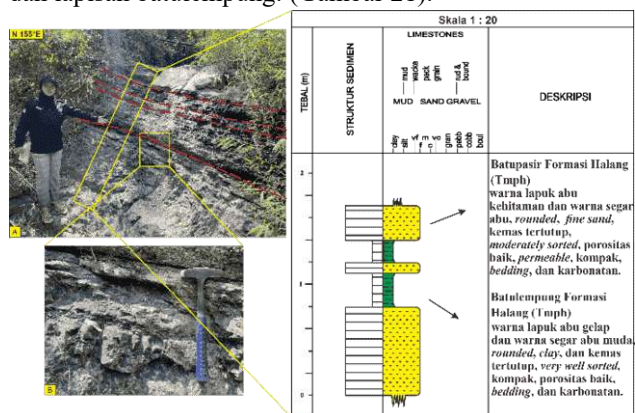 dan lapisan batulempung. (Gambar 21).
N 155°E
A
B
Skala 1 : 20
TEBAL (m)
STRUKTUR SEDIMEN
LIMESTONES
mud
wacke
pack
grain
rud &
bound
MUD SAND GRAVEL
clay
silt
vf
f
m
c
vc
gran
pebb
cobb
boul
DESKRIPSI
2
1
0
Batupasir Formasi Halang
(Tmph)
warna lapuk abu
kehitaman dan warna segar
abu, rounded, fine sand,
kemas tertutup,
moderately sorted, porositas
baik, permeable, kompak,
bedding, dan karbonatan.
Batulempung Formasi
Halang (Tmph)
warna lapuk abu gelap
dan warna segar abu muda,
rounded, clay, dan kemas
tertutup, very well sorted,
kompak, porositas baik,
bedding, dan karbonatan.